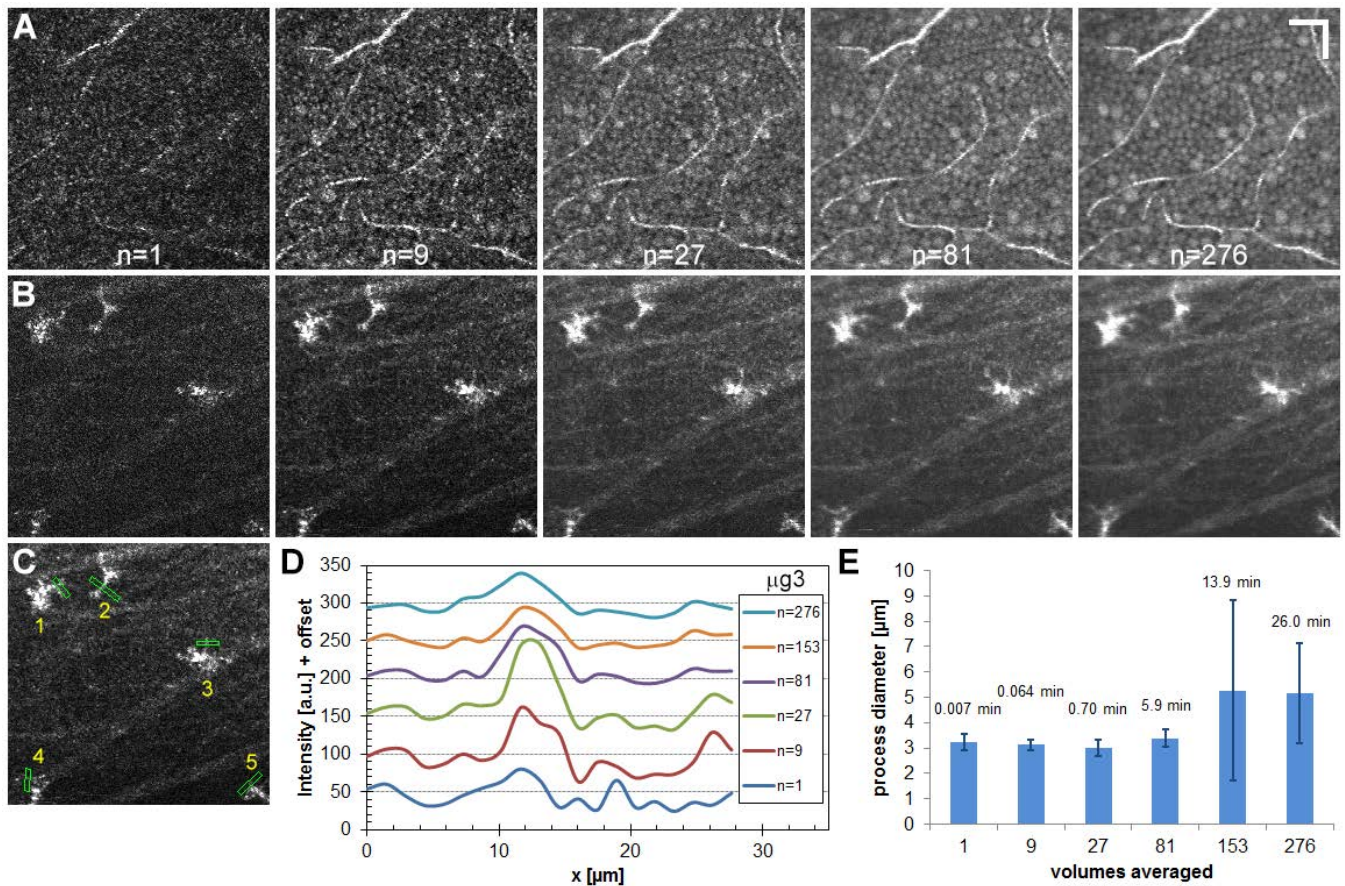 A
n=1
n=9
n=27
n=81
n=276
B
C
1
2
3
4
5
D
350
300
250
200
150
100
50
0
Intensity [a.u.] + offset
0
10
20
30
x [µm]
µg3
n=276
n=153
n=81
n=27
n=9
n=1
E
10
9
8
7
6
5
4
3
2
1
0
process diameter [µm]
0.007 min
0.064 min
0.70 min
5.9 min
13.9 min
26.0 min
1
9
27
81
153
276
volumes averaged